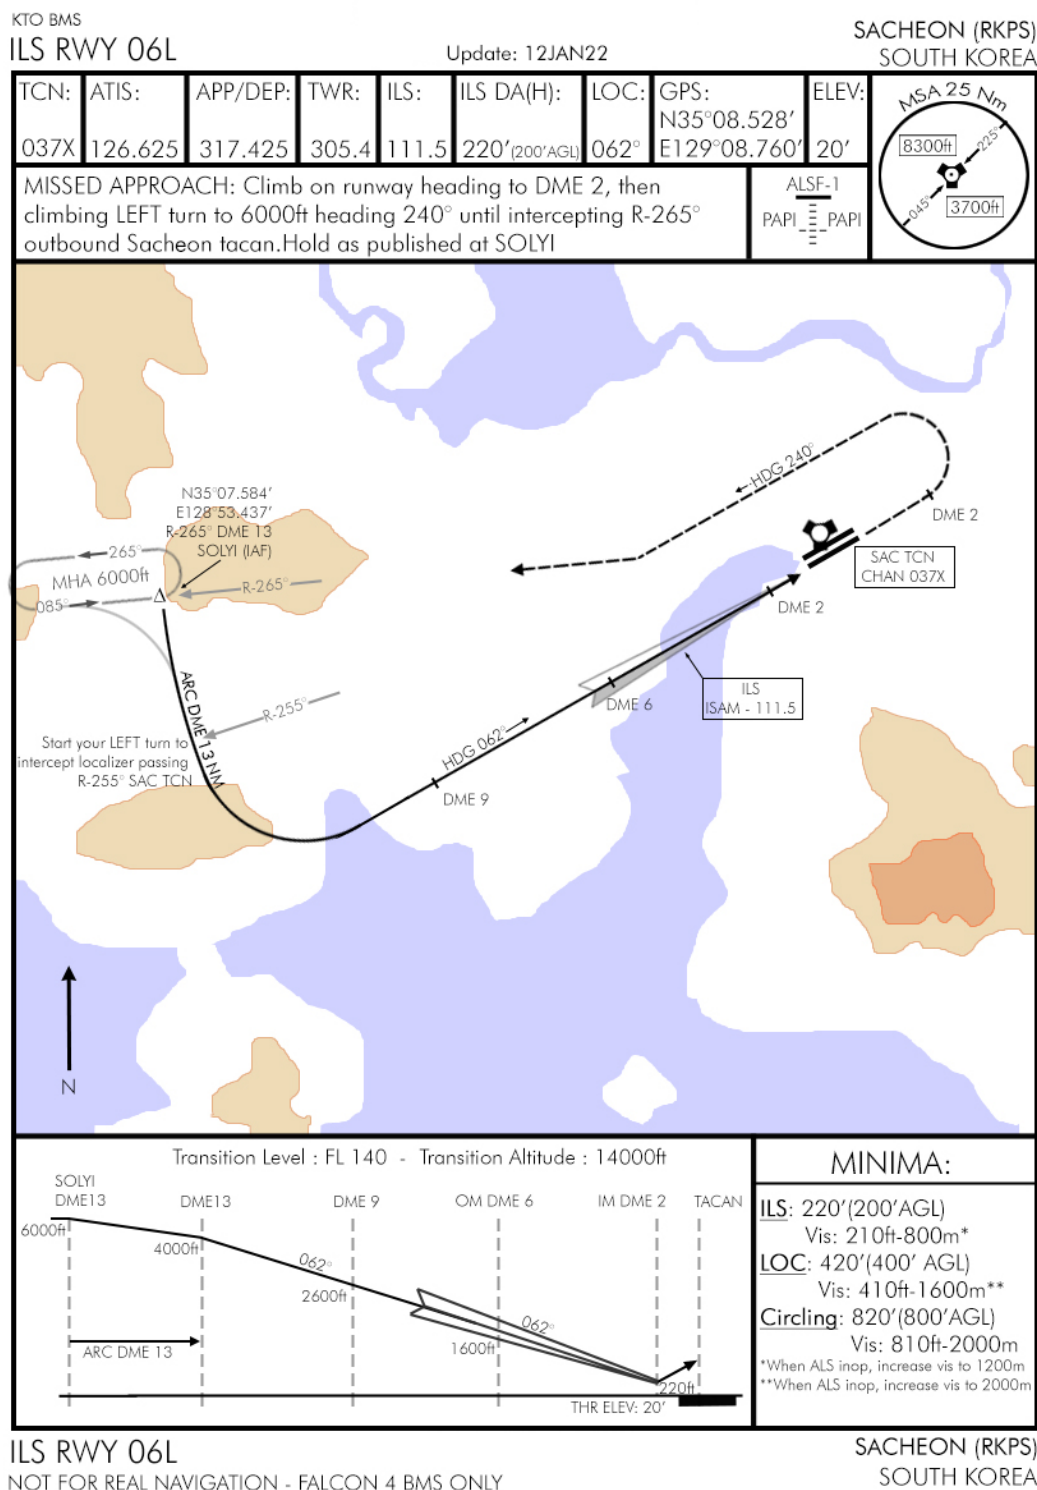 KTO BMS
ILS RWY 06L
Update: 12JAN22
SACHEON (RKPS)
SOUTH KOREA
TCN: 037X
ATIS: 126.625
APP/DEP: 317.425
TWR: 305.4
ILS: 111.5
ILS DA(H): 220'(200'AGL)
LOC: 062°
GPS: N35°08.528' E129°08.760'
ELEV: 20'
MSA 25 Nm
8300ft
225°
045°
3700ft
MISSED APPROACH: Climb on runway heading to DME 2, then
climbing LEFT turn to 6000ft heading 240° until intercepting R-265°
outbound Sacheon tacan.Hold as published at SOLYI
ALSF-1
PAPI PAPI
HDG 240°
DME 2
N35°07.584'
E128°53.437'
R-265° DME 13
SOLYI (IAF)
265°
MHA 6000ft
085°
R-265°
SAC TCN
CHAN 037X
DME 2
ILS
ISAM - 111.5
DME 6
ARC DME 13 NM
R-255°
HDG 062°
Start your LEFT turn to
intercept localizer passing
R-255° SAC TCN
DME 9
N
Transition Level : FL 140 - Transition Altitude : 14000ft
SOLYI
DME13 DME13 DME 9 OM DME 6 IM DME 2 TACAN
6000ft
4000ft
062°
2600ft
062°
1600ft
ARC DME 13
220ft
THR ELEV: 20'
MINIMA:
ILS: 220'(200'AGL)
Vis: 210ft-800m*
LOC: 420'(400' AGL)
Vis: 410ft-1600m**
Circling: 820'(800'AGL)
Vis: 810ft-2000m
*When ALS inop, increase vis to 1200m
**When ALS inop, increase vis to 2000m
ILS RWY 06L
NOT FOR REAL NAVIGATION - FALCON 4 BMS ONLY
SACHEON (RKPS)
SOUTH KOREA